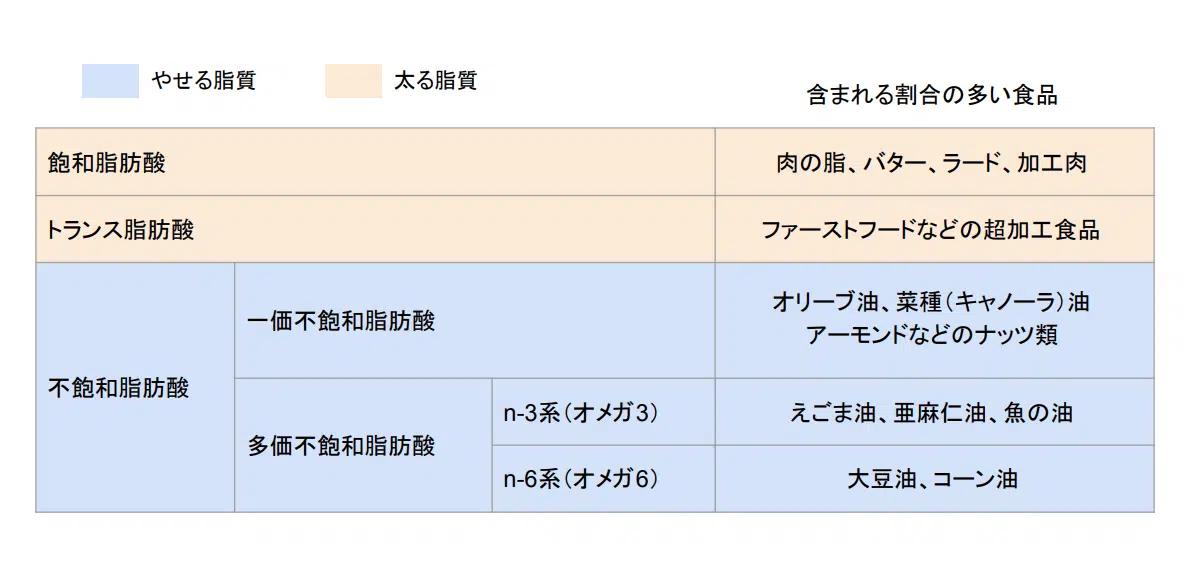 やせる脂質
太る脂質
含まれる割合の多い食品
飽和脂肪酸
肉の脂、バター、ラード、加工肉
トランス脂肪酸
ファーストフードなどの超加工食品
不飽和脂肪酸
一価不飽和脂肪酸
オリーブ油、菜種（キャノーラ）油
アーモンドなどのナッツ類
多価不飽和脂肪酸
n-3系（オメガ3）
えごま油、亜麻仁油、魚の油
n-6系（オメガ6）
大豆油、コーン油